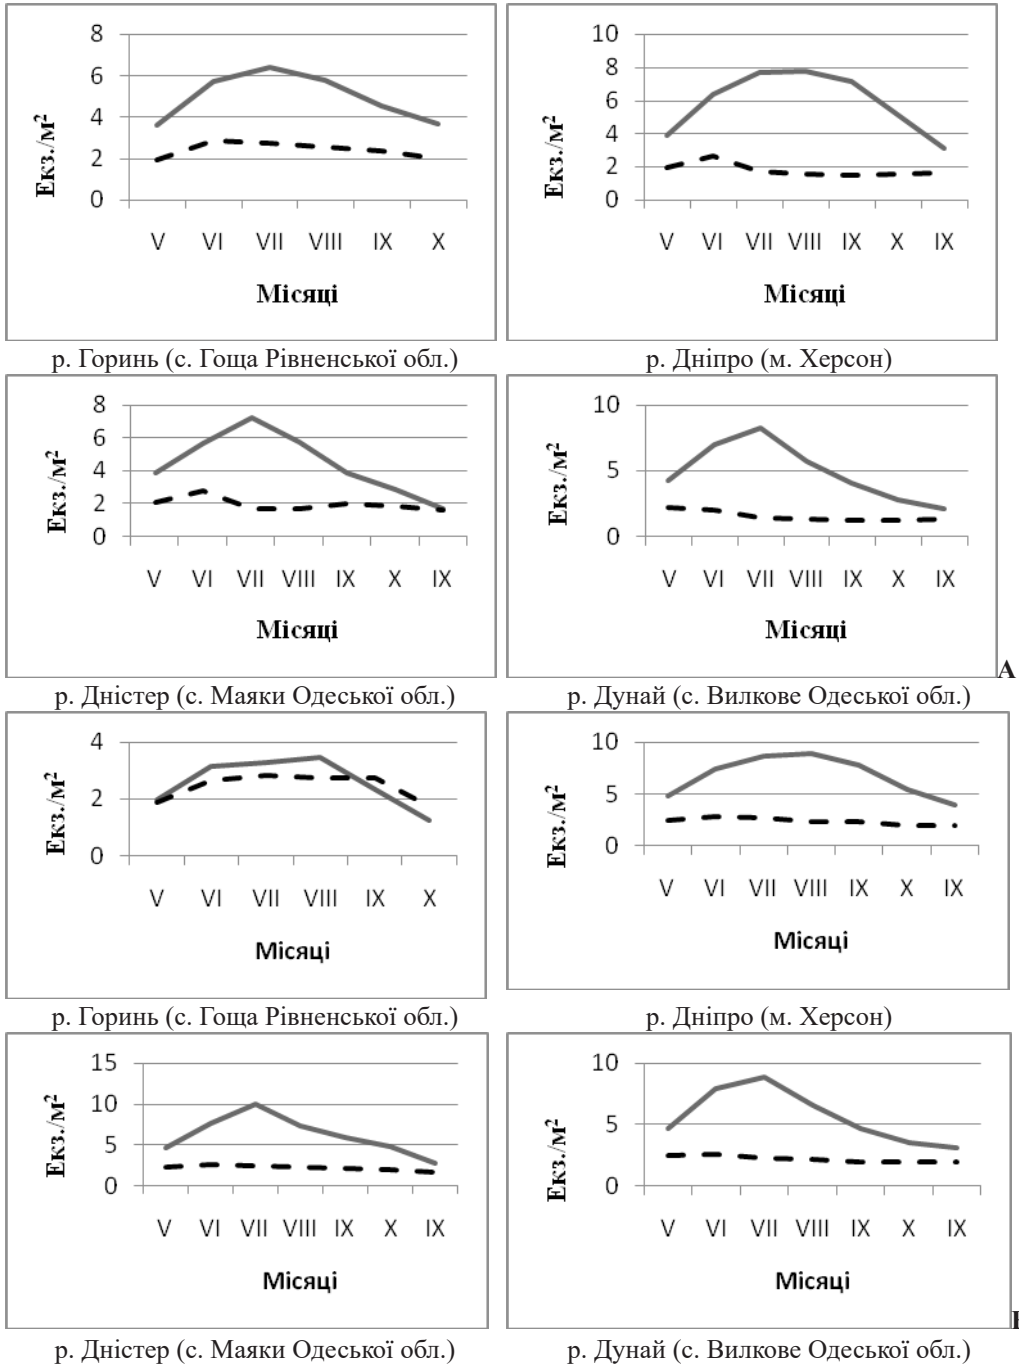 8
6
4
2
0
Екз./м²
V VI VII VIII IX X
Місяці
10
8
6
4
2
0
Екз./м²
V VI VII VIII IX X IX
Місяці
р. Горинь (с. Гоща Рівненської обл.)
р. Дніпро (м. Херсон)
8
6
4
2
0
Екз./м²
V VI VII VIII IX X IX
Місяці
10
5
0
Екз./м²
V VI VII VIII IX X IX
Місяці
А
р. Дністер (с. Маяки Одеської обл.)
р. Дунай (с. Вилкове Одеської обл.)
4
2
0
Екз./м²
V VI VII VIII IX X
Місяці
10
5
0
Екз./м²
V VI VII VIII IX X IX
Місяці
р. Горинь (с. Гоща Рівненської обл.)
р. Дніпро (м. Херсон)
15
10
5
0
Екз./м²
V VI VII VIII IX X IX
Місяці
10
5
0
Екз./м²
V VI VII VIII IX X IX
Місяці
р. Дністер (с. Маяки Одеської обл.)
р. Дунай (с. Вилкове Одеської обл.)